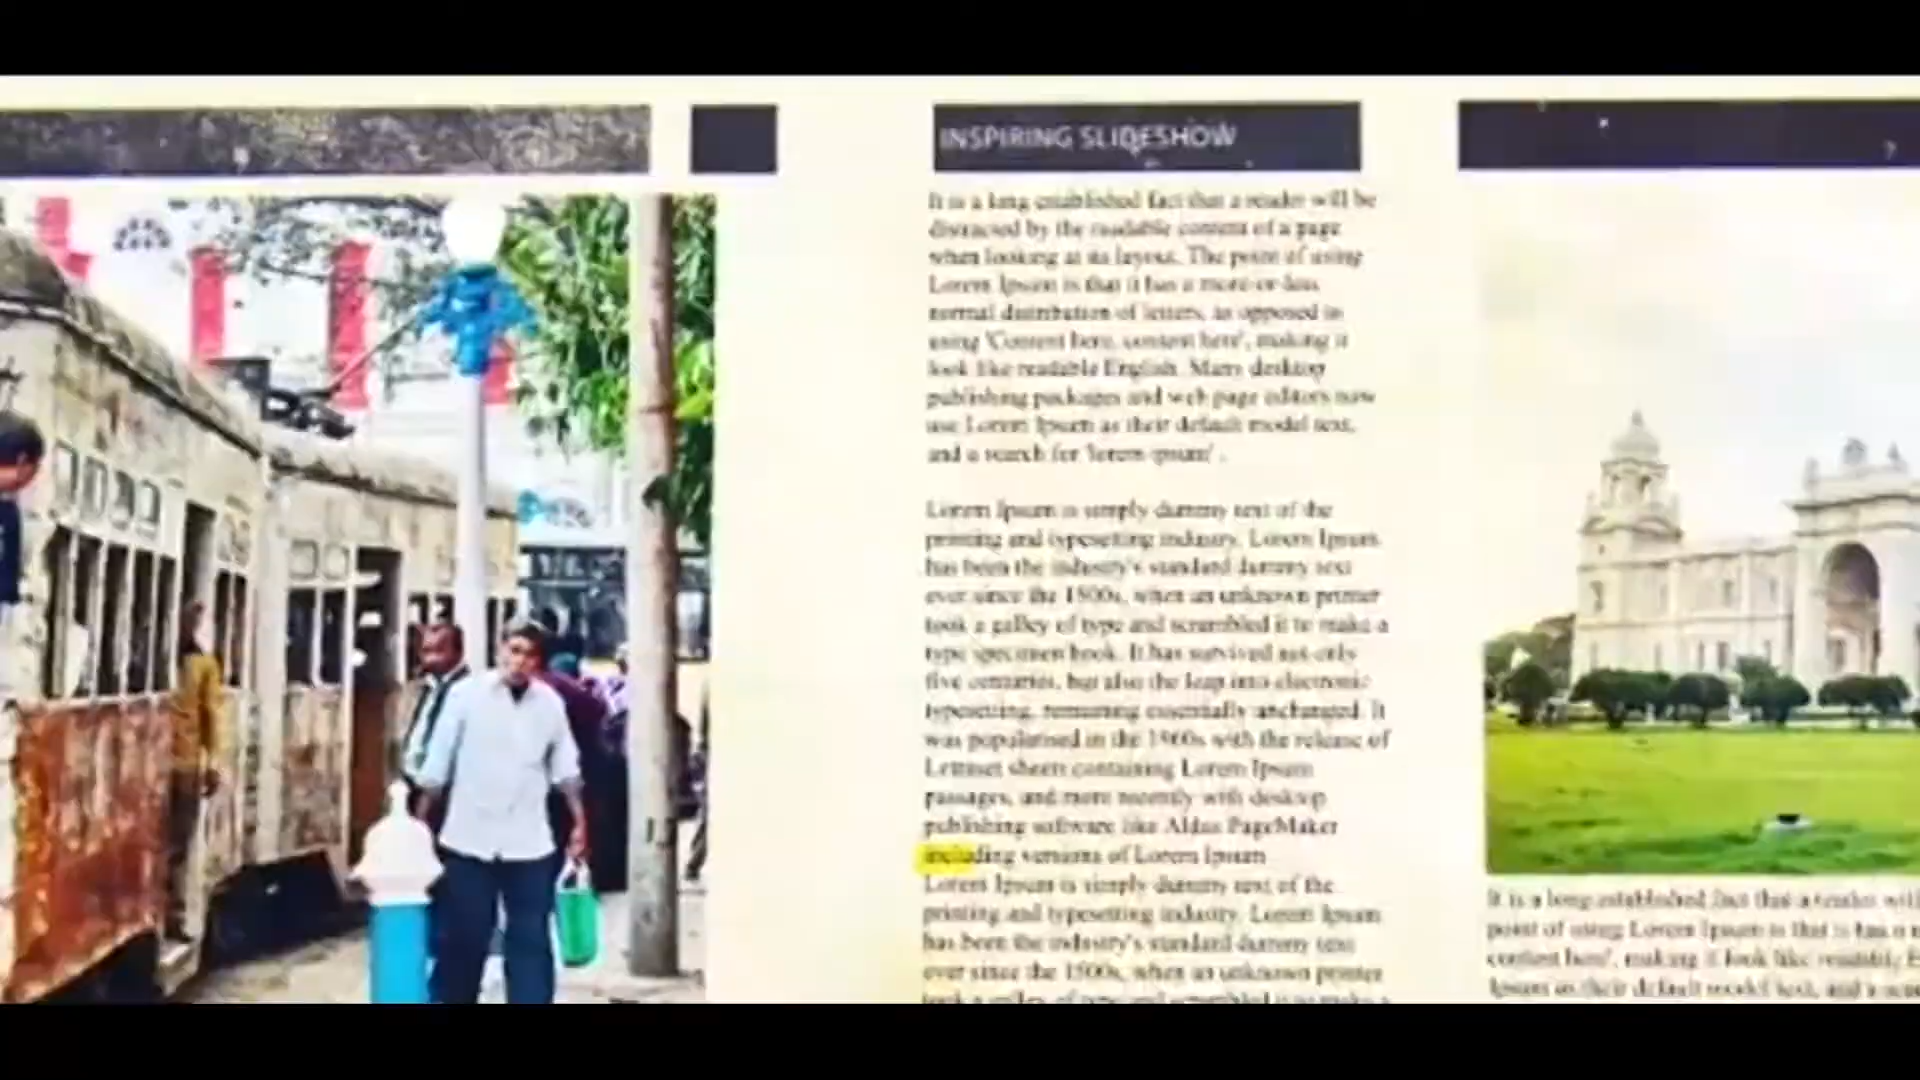 INSPIRING SLIDESHOW
It is a long established fact that a reader will be
distracted by the readable content of a page
when looking at its layout. The point of using
Lorem Ipsum is that it has a more-or-less
normal distribution of letters, as opposed to
using 'Content here, content here', making it
look like readable English. Many desktop
publishing packages and web page editors now
use Lorem Ipsum as their default model text,
and a search for 'lorem ipsum' .
Lorem Ipsum is simply dummy text of the
printing and typesetting industry. Lorem Ipsum
has been the industry's standard dummy text
ever since the 1500s, when an unknown printer
took a galley of type and scrambled it to make a
type specimen book. It has survived not only
five centuries, but also the leap into electronic
typesetting, remaining essentially unchanged. It
was popularised in the 1960s with the release of
Letraset sheets containing Lorem Ipsum
passages, and more recently with desktop
publishing software like Aldus PageMaker
including versions of Lorem Ipsum
Lorem Ipsum is simply dummy text of the
printing and typesetting industry. Lorem Ipsum
has been the industry's standard dummy text
ever since the 1500s, when an unknown printer
took a galley of type and scrambled it to make a
It is a long established fact that a reader will
point of using Lorem Ipsum is that it has a
content here', making it look like readable
Ipsum as their default model text, and a